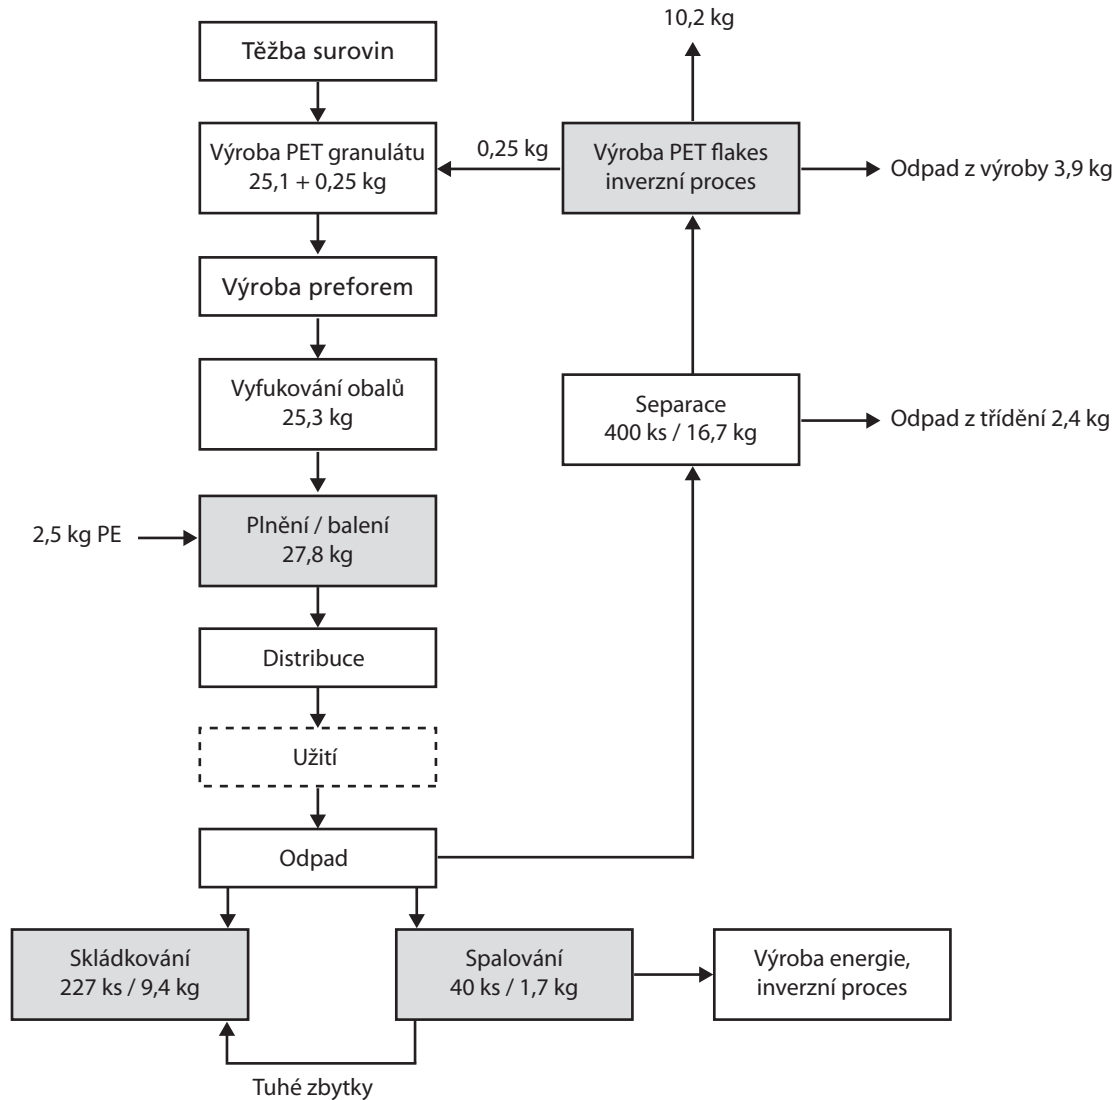 10,2 kg
Těžba surovin
Výroba PET granulátu
25,1 + 0,25 kg
0,25 kg
Výroba PET flakes
inverzní proces
Odpad z výroby 3,9 kg
Výroba preforem
Vyfukování obalů
25,3 kg
Separace
400 ks / 16,7 kg
Odpad z třídění 2,4 kg
2,5 kg PE
Plnění / balení
27,8 kg
Distribuce
Užití
Odpad
Skládkování
227 ks / 9,4 kg
Spalování
40 ks / 1,7 kg
Výroba energie,
inverzní proces
Tuhé zbytky